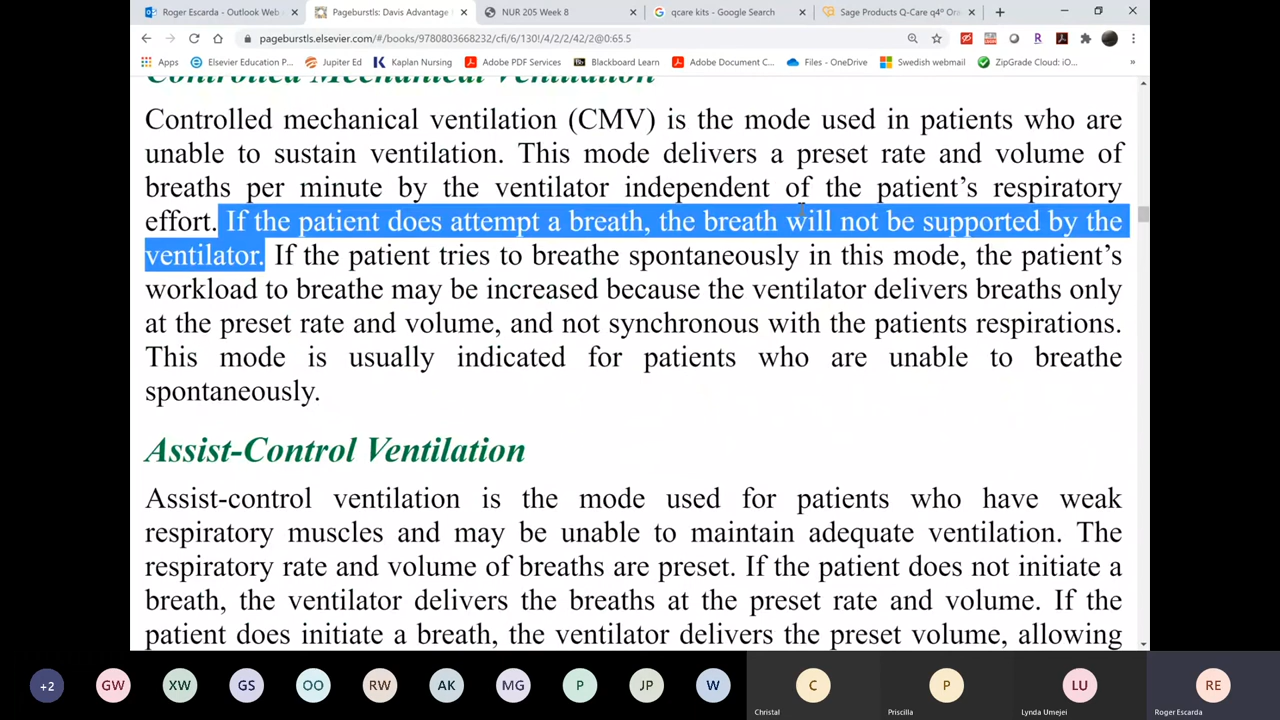 Roger Escarda - Outlook Web
Pageburstls: Davis Advantage
NUR 205 Week 8
qcare kits - Google Search
Sage Products Q-Care q4® Ora
pageburstls.elsevier.com/#/books/9780803668232/cfi/6/130!/4/2/2/42/2@0:65.5
Apps
Elsevier Education P...
Jupiter Ed
Kaplan Nursing
Adobe PDF Services
Blackboard Learn
Adobe Document C...
Files - OneDrive
Swedish webmail
ZipGrade Cloud: iO...
Controlled Mechanical Ventilation
Controlled mechanical ventilation (CMV) is the mode used in patients who are
unable to sustain ventilation. This mode delivers a preset rate and volume of
breaths per minute by the ventilator independent of the patient's respiratory
effort. If the patient does attempt a breath, the breath will not be supported by the
ventilator. If the patient tries to breathe spontaneously in this mode, the patient's
workload to breathe may be increased because the ventilator delivers breaths only
at the preset rate and volume, and not synchronous with the patients respirations.
This mode is usually indicated for patients who are unable to breathe
spontaneously.
Assist-Control Ventilation
Assist-control ventilation is the mode used for patients who have weak
respiratory muscles and may be unable to maintain adequate ventilation. The
respiratory rate and volume of breaths are preset. If the patient does not initiate a
breath, the ventilator delivers the breaths at the preset rate and volume. If the
patient does initiate a breath, the ventilator delivers the preset volume, allowing
+2
GW
XW
GS
OO
RW
AK
MG
P
JP
W
C
Christal
P
Priscilla
LU
Lynda Umejei
RE
Roger Escarda